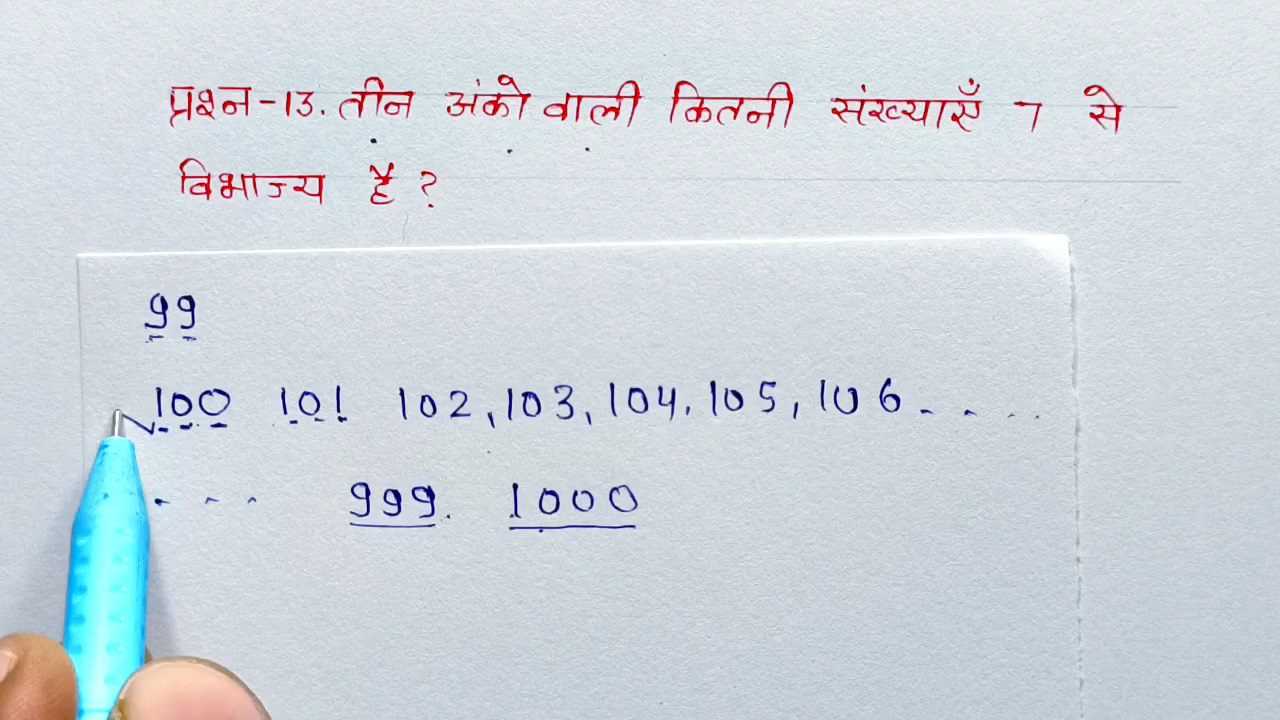 प्रश्न-13. तीन अंको वाली कितनी संख्याएँ 7 से
विभाज्य है ?
99
100 101 102, 103, 104, 105, 106 - - - -
- - - 999. 1000